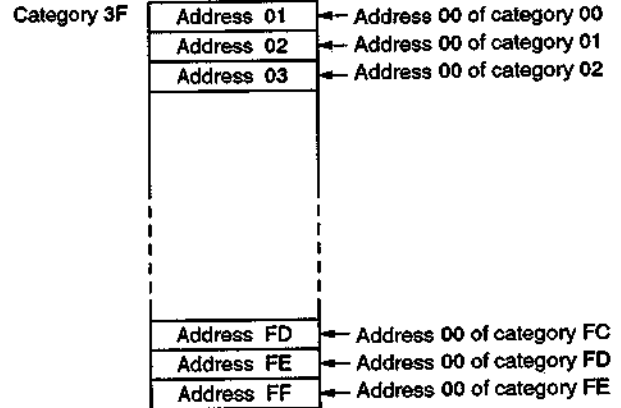 Category 3F Address 01 Address 00 of category 00
Address 02 Address 00 of category 01
Address 03 Address 00 of category 02
Address FD Address 00 of category FC
Address FE Address 00 of category FD
Address FF Address 00 of category FE